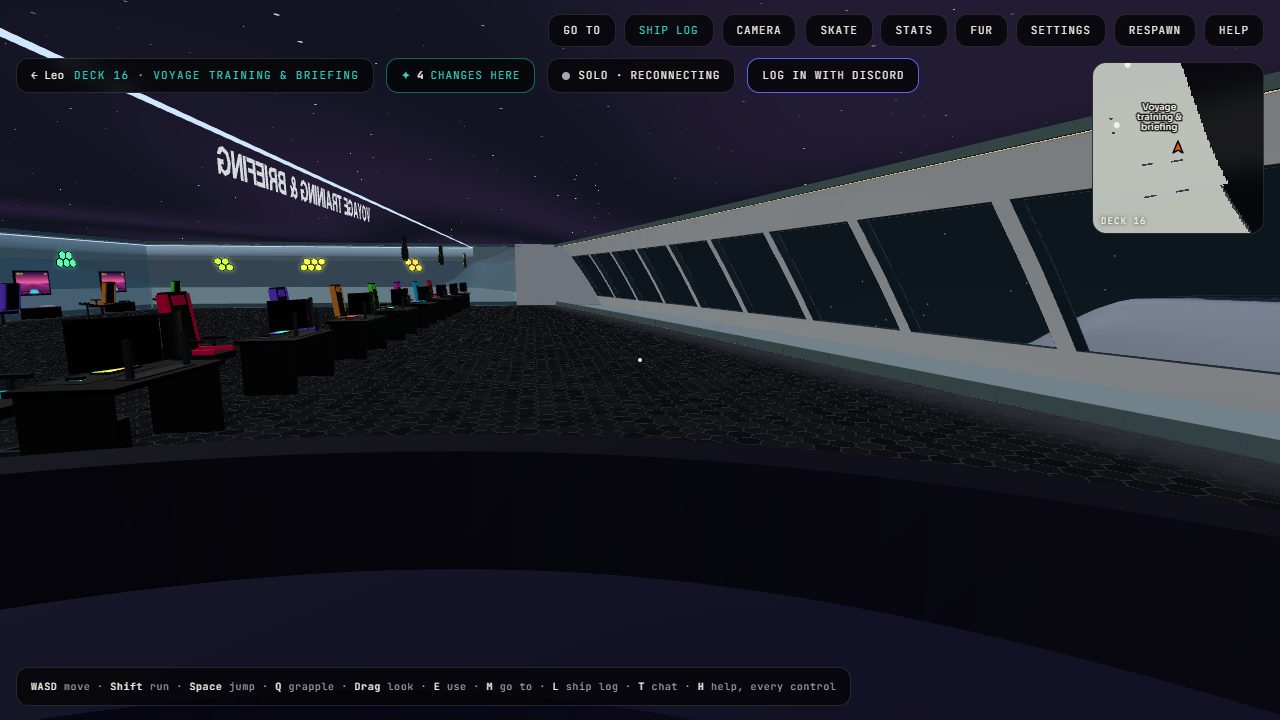 GO TO
SHIP LOG
CAMERA
SKATE
STATS
FUR
SETTINGS
RESPAWN
HELP
← Leo DECK 16 · VOYAGE TRAINING & BRIEFING
✦ 4 CHANGES HERE
SOLO · RECONNECTING
LOG IN WITH DISCORD
Voyage
training &
briefing
DECK 16
VOYAGE TRAINING & BRIEFING
WASD move · Shift run · Space jump · Q grapple · Drag look · E use · M go to · L ship log · T chat · H help, every control